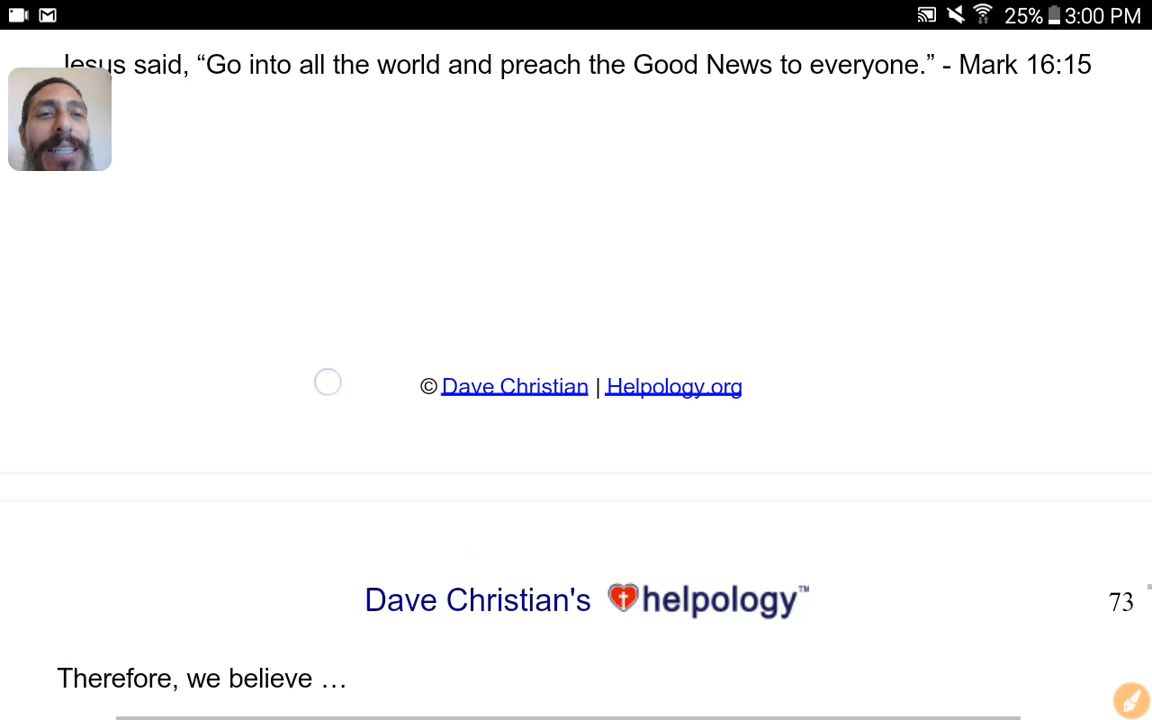 25% 3:00 PM
Jesus said, “Go into all the world and preach the Good News to everyone.” - Mark 16:15
© Dave Christian | Helpology.org
Dave Christian's helpology™ 73
Therefore, we believe …